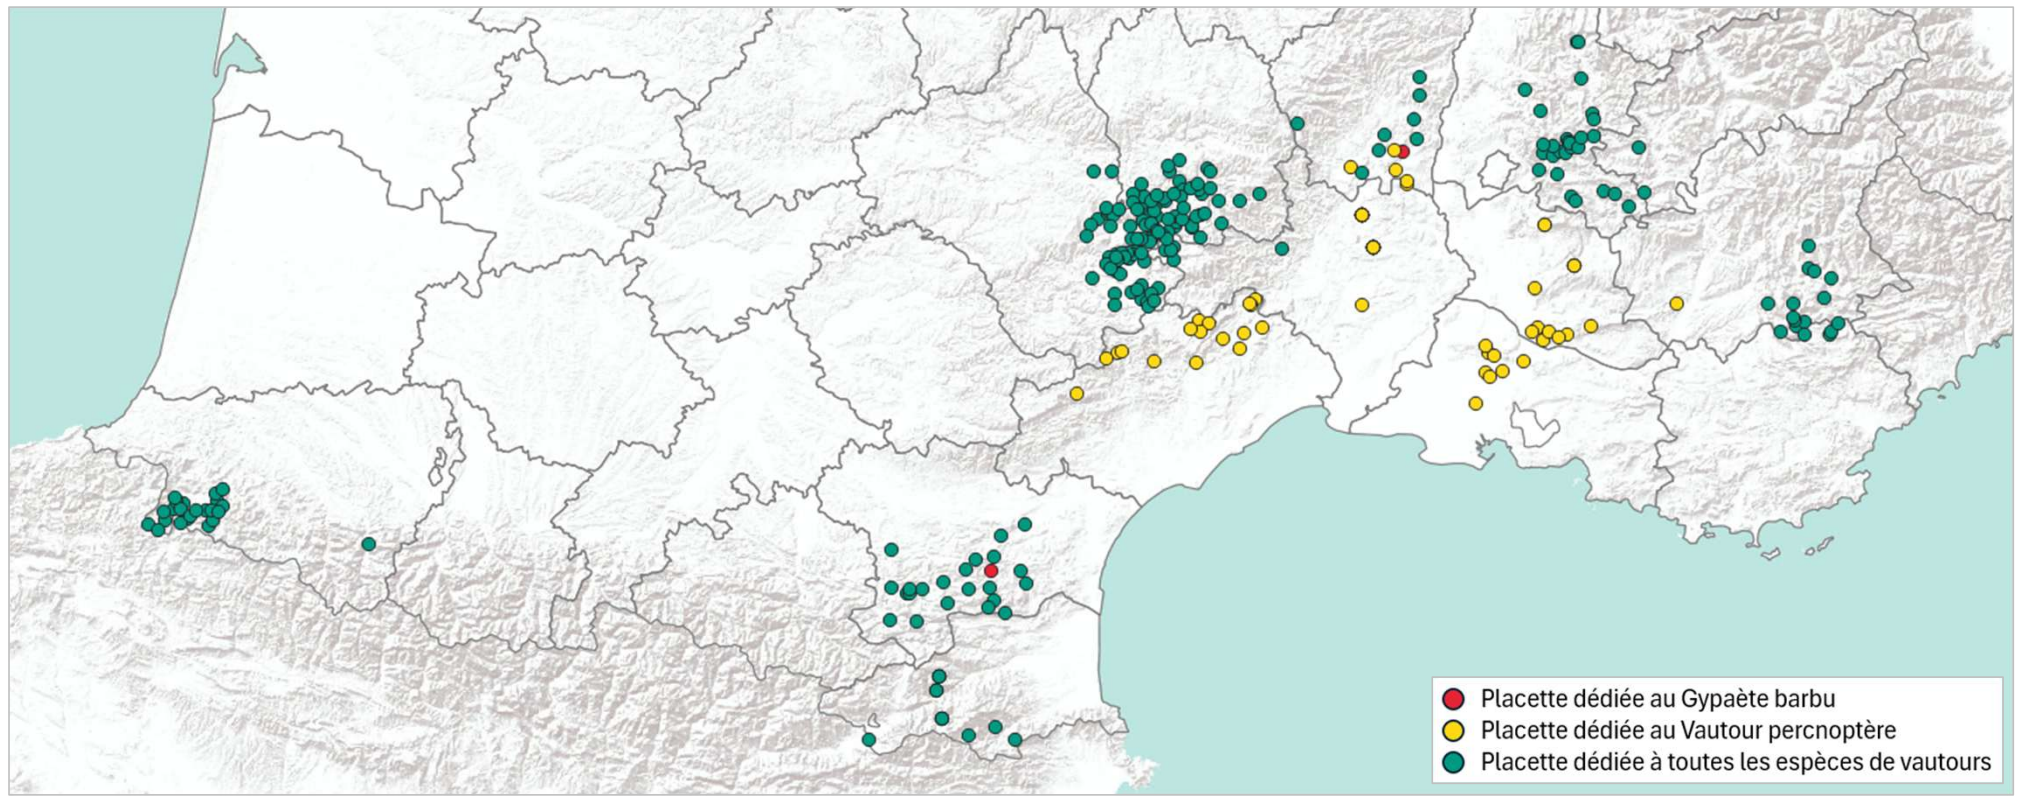 Placette dédiée au Gypaète barbu
Placette dédiée au Vautour percnoptère
Placette dédiée à toutes les espèces de vautours